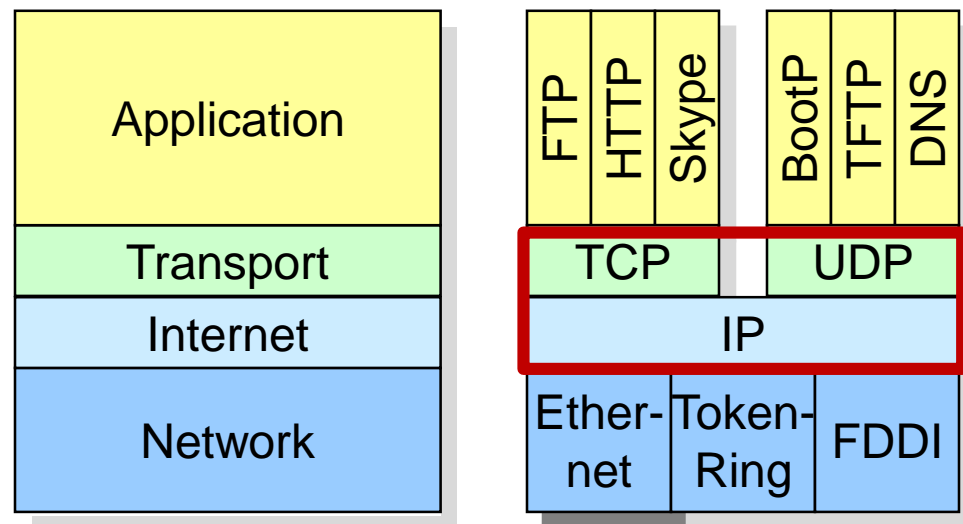 Application
Transport
Internet
Network
FTP
HTTP
Skype
BootP
TFTP
DNS
TCP
UDP
IP
Ether-
net
Token-
Ring
FDDI